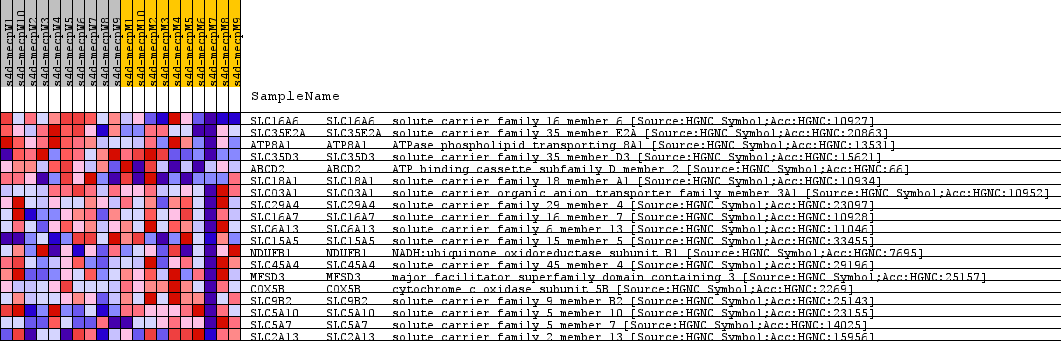 s4d-mecpW1
s4d-mecpW10
s4d-mecpW2
s4d-mecpW3
s4d-mecpW4
s4d-mecpW5
s4d-mecpW6
s4d-mecpW7
s4d-mecpW8
s4d-mecpW9
s4d-mecpM1
s4d-mecpM10
s4d-mecpM2
s4d-mecpM3
s4d-mecpM4
s4d-mecpM5
s4d-mecpM6
s4d-mecpM7
s4d-mecpM8
s4d-mecpM9
SampleName
SLC16A6 SLC16A6 solute carrier family 16 member 6 [Source:HGNC Symbol;Acc:HGNC:10927]
SLC35E2A SLC35E2A solute carrier family 35 member E2A [Source:HGNC Symbol;Acc:HGNC:20863]
ATP8A1 ATP8A1 ATPase phospholipid transporting 8A1 [Source:HGNC Symbol;Acc:HGNC:13531]
SLC35D3 SLC35D3 solute carrier family 35 member D3 [Source:HGNC Symbol;Acc:HGNC:15621]
ABCD2 ABCD2 ATP binding cassette subfamily D member 2 [Source:HGNC Symbol;Acc:HGNC:66]
SLC18A1 SLC18A1 solute carrier family 18 member A1 [Source:HGNC Symbol;Acc:HGNC:10934]
SLCO3A1 SLCO3A1 solute carrier organic anion transporter family member 3A1 [Source:HGNC Symbol;Acc:HGNC:10952]
SLC29A4 SLC29A4 solute carrier family 29 member 4 [Source:HGNC Symbol;Acc:HGNC:23097]
SLC16A7 SLC16A7 solute carrier family 16 member 7 [Source:HGNC Symbol;Acc:HGNC:10928]
SLC6A13 SLC6A13 solute carrier family 6 member 13 [Source:HGNC Symbol;Acc:HGNC:11046]
SLC15A5 SLC15A5 solute carrier family 15 member 5 [Source:HGNC Symbol;Acc:HGNC:33455]
NDUFB1 NDUFB1 NADH:ubiquinone oxidoreductase subunit B1 [Source:HGNC Symbol;Acc:HGNC:7695]
SLC45A4 SLC45A4 solute carrier family 45 member 4 [Source:HGNC Symbol;Acc:HGNC:29196]
MFSD3 MFSD3 major facilitator superfamily domain containing 3 [Source:HGNC Symbol;Acc:HGNC:25157]
COX5B COX5B cytochrome c oxidase subunit 5B [Source:HGNC Symbol;Acc:HGNC:2269]
SLC9B2 SLC9B2 solute carrier family 9 member B2 [Source:HGNC Symbol;Acc:HGNC:25143]
SLC5A10 SLC5A10 solute carrier family 5 member 10 [Source:HGNC Symbol;Acc:HGNC:23155]
SLC5A7 SLC5A7 solute carrier family 5 member 7 [Source:HGNC Symbol;Acc:HGNC:14025]
SLC2A13 SLC2A13 solute carrier family 2 member 13 [Source:HGNC Symbol;Acc:HGNC:15956]